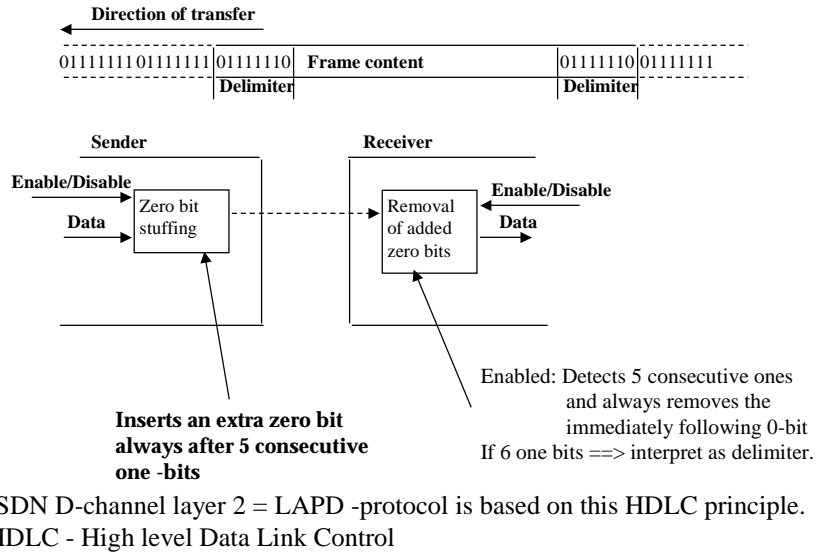 Direction of transfer
01111111 01111111 01111110 Frame content 01111110 01111111
Delimiter Delimiter
Sender Receiver
Enable/Disable Enable/Disable
Zero bit stuffing
Data
Removal of added zero bits
Data
Inserts an extra zero bit
always after 5 consecutive
one -bits
Enabled: Detects 5 consecutive ones
and always removes the
immediately following 0-bit
If 6 one bits ==> interpret as delimiter.
SDN D-channel layer 2 = LAPD -protocol is based on this HDLC principle.
HDLC - High level Data Link Control